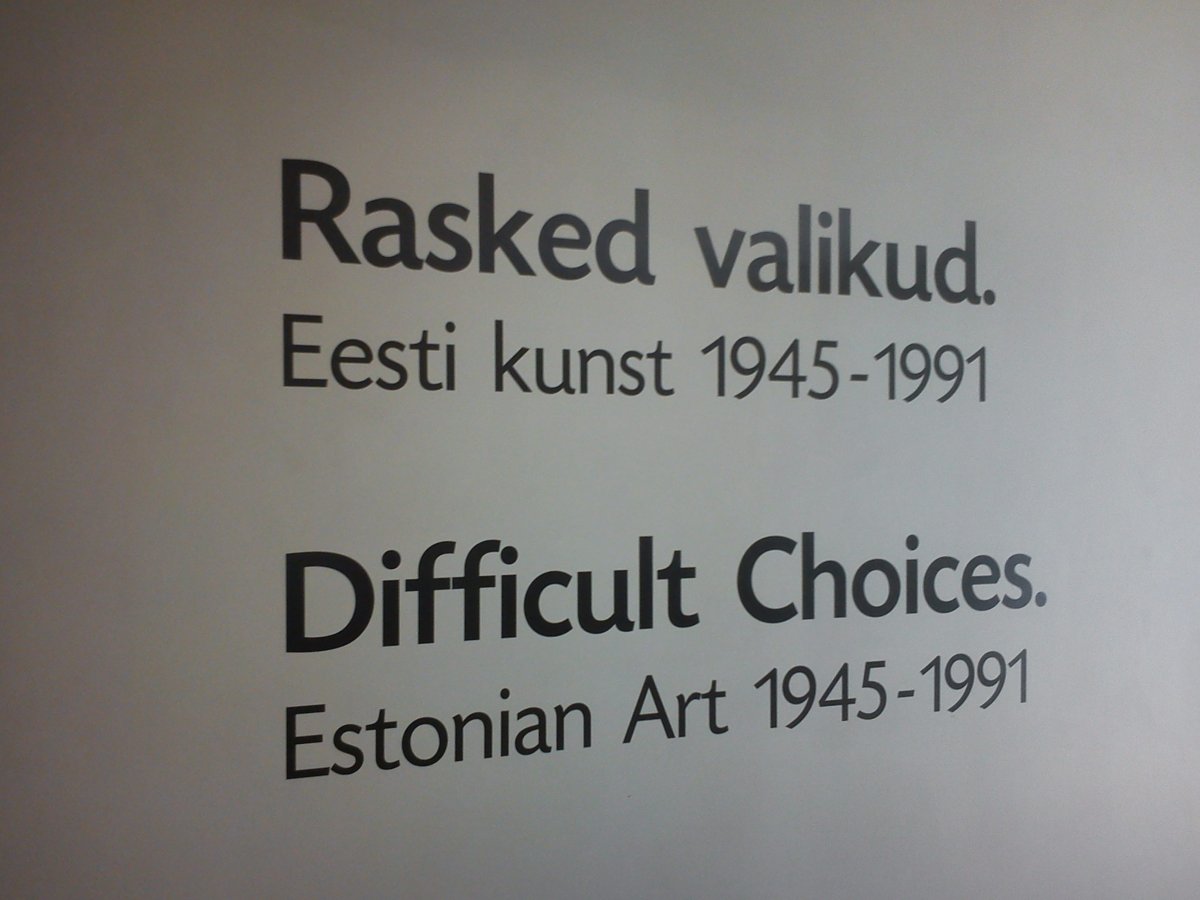 Rasked valikud.
Eesti kunst 1945-1991
Difficult Choices.
Estonian Art 1945-1991